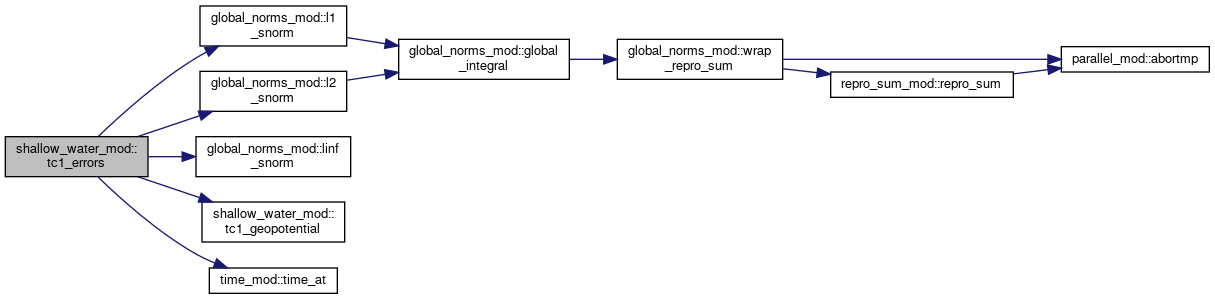 shallow_water_mod::
tc1_errors
global_norms_mod::l1
_snorm
global_norms_mod::l2
_snorm
global_norms_mod::linf
_snorm
shallow_water_mod::
tc1_geopotential
time_mod::time_at
global_norms_mod::global
_integral
global_norms_mod::wrap
_repro_sum
repro_sum_mod::repro_sum
parallel_mod::abortmp